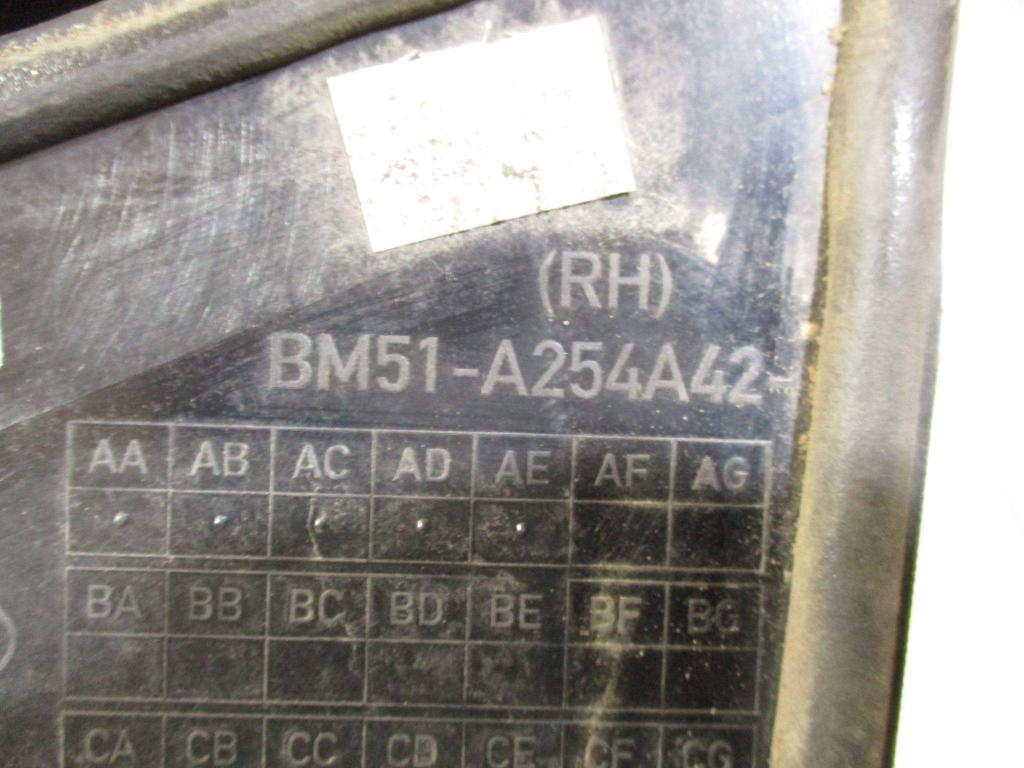 (RH)
BM51-A254A42-
AA AB AC AD AE AF AG
BA BB BC BD BE BF BG
CA CB CC CD CE CF CG